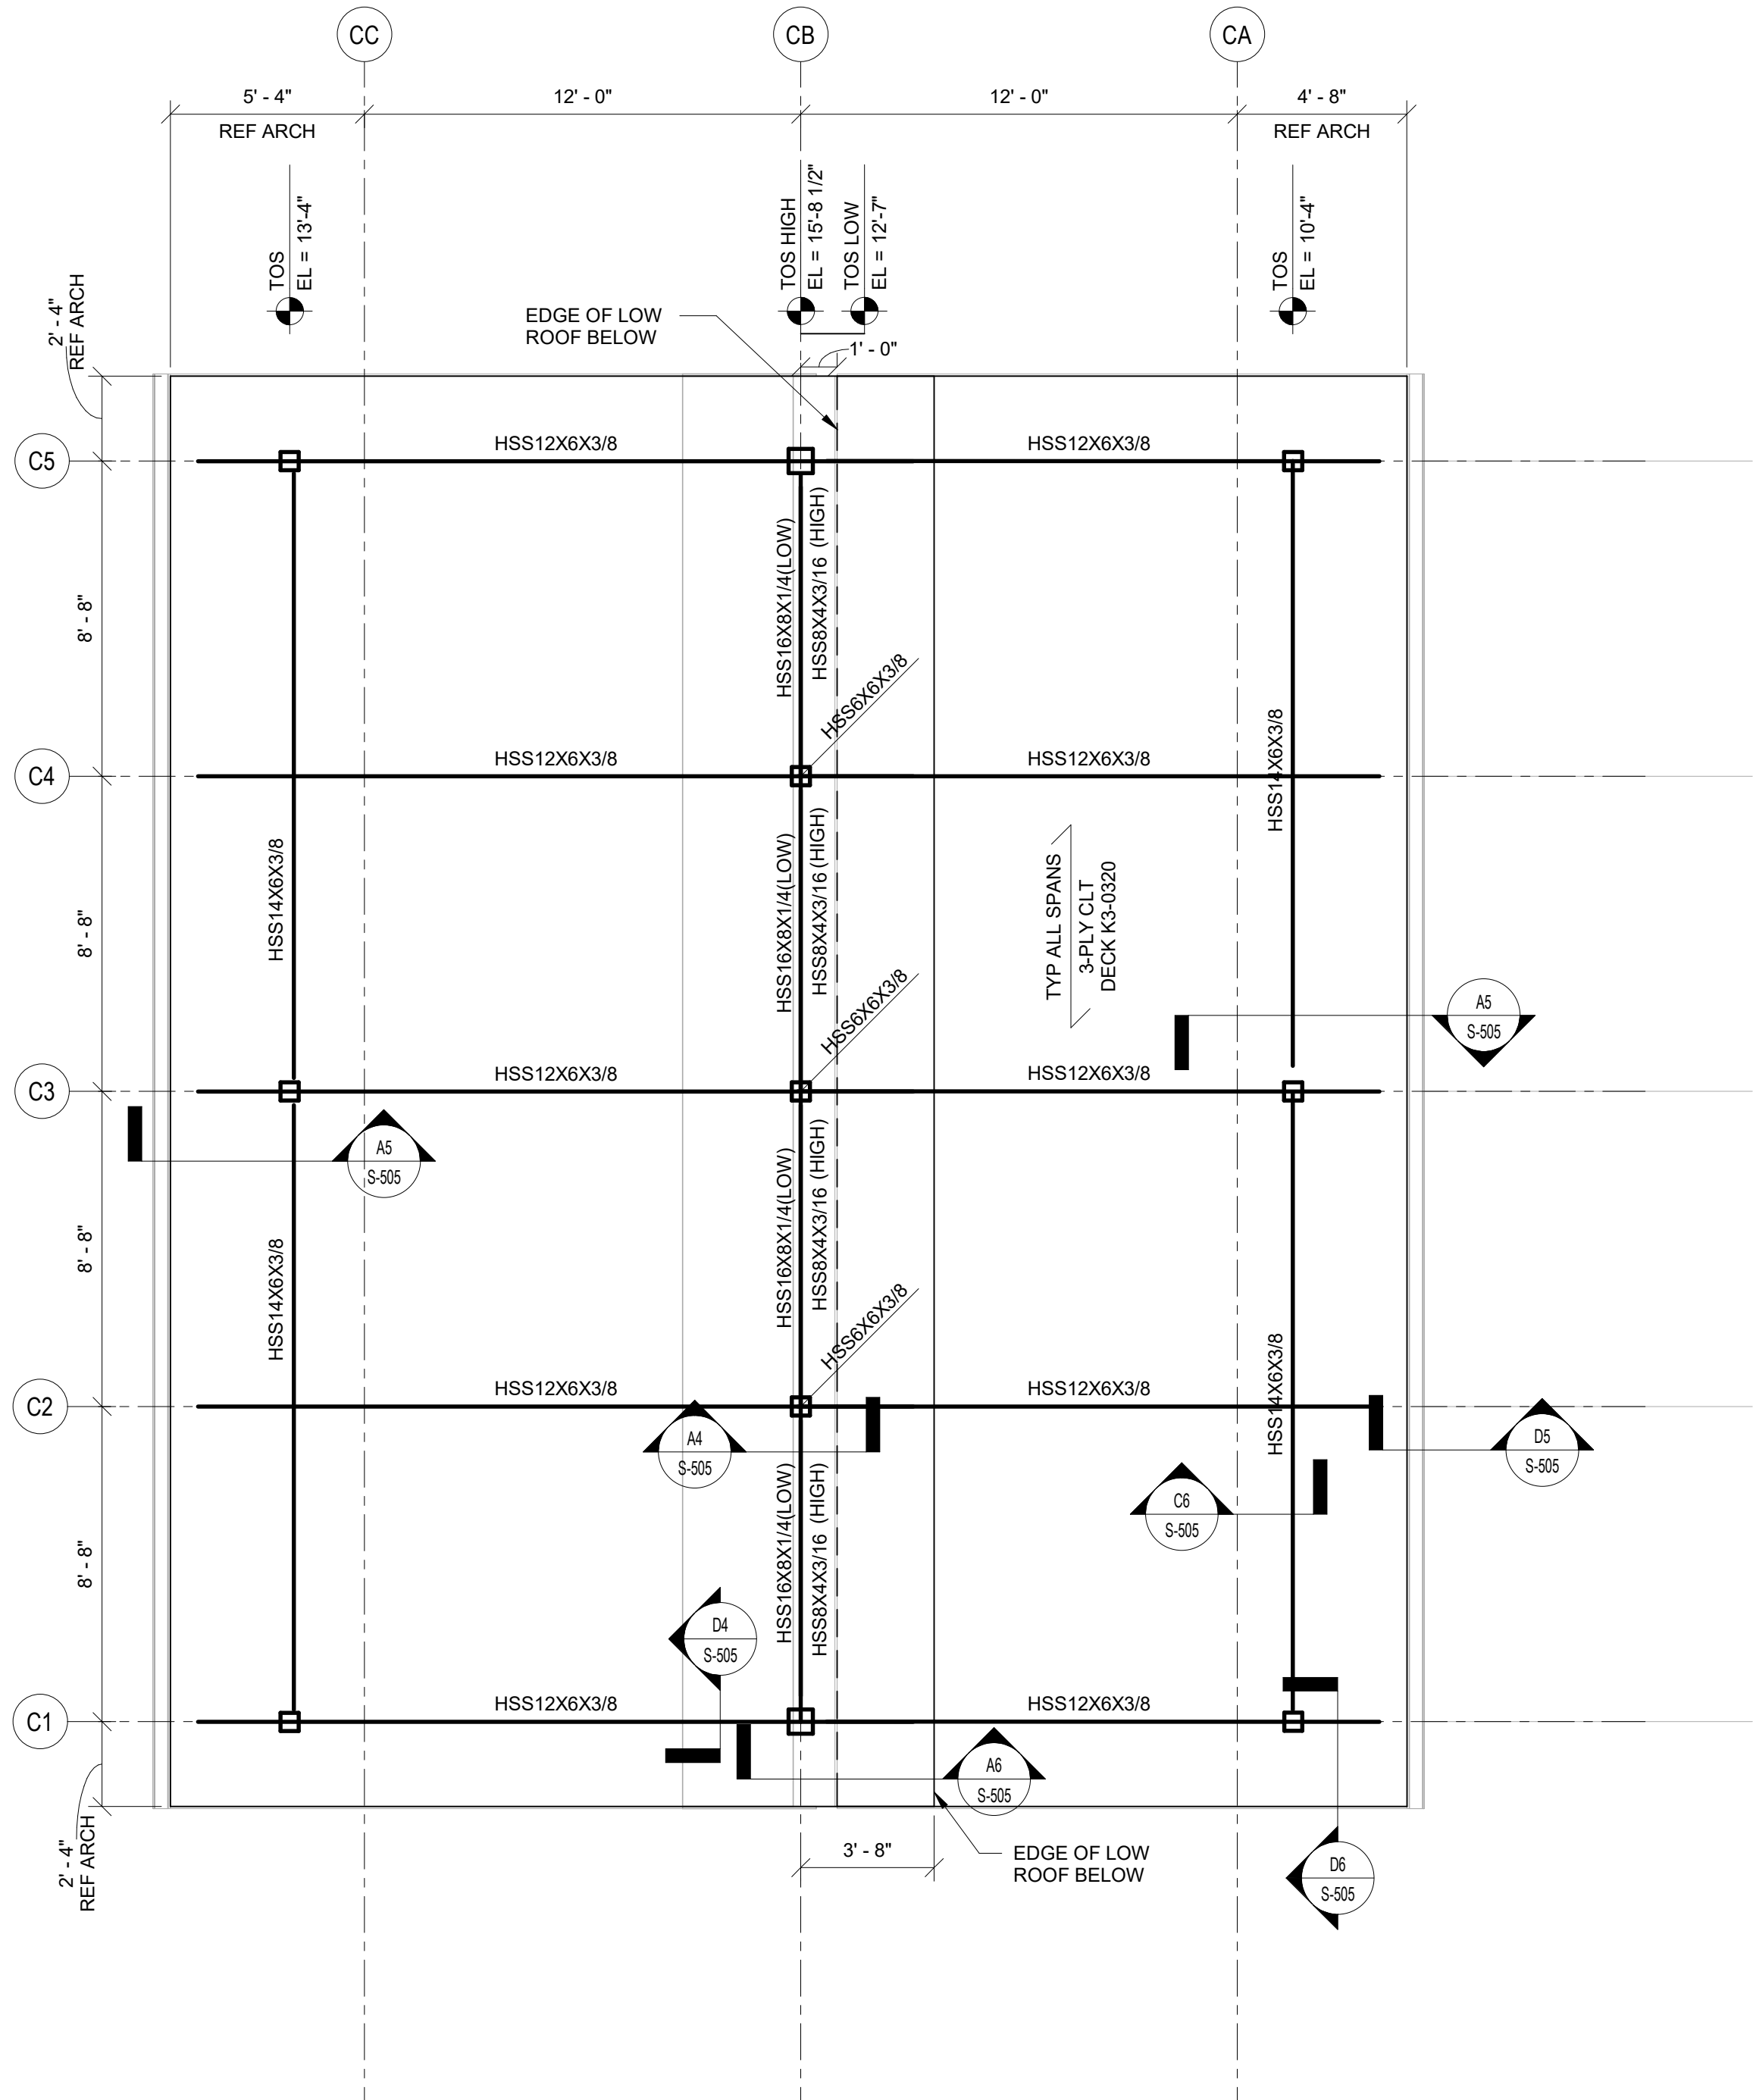 CC
CB
CA
5' - 4"
12' - 0"
12' - 0"
4' - 8"
REF ARCH
REF ARCH
TOS
EL = 13'-4"
TOS HIGH
EL = 15'-8 1/2"
TOS LOW
EL = 12'-7"
TOS
EL = 10'-4"
2' - 4"
REF ARCH
EDGE OF LOW
ROOF BELOW
1' - 0"
C5
HSS12X6X3/8
HSS12X6X3/8
8' - 8"
HSS16X8X1/4(LOW)
HSS8X4X3/16 (HIGH)
HSS6X6X3/8
C4
HSS12X6X3/8
HSS12X6X3/8
HSS14X6X3/8
8' - 8"
HSS14X6X3/8
HSS16X8X1/4(LOW)
HSS8X4X3/16 (HIGH)
TYP ALL SPANS
3-PLY CLT
DECK K3-0320
HSS6X6X3/8
A5
S-505
C3
HSS12X6X3/8
HSS12X6X3/8
A5
S-505
8' - 8"
HSS14X6X3/8
HSS16X8X1/4(LOW)
HSS8X4X3/16 (HIGH)
HSS6X6X3/8
HSS14X6X3/8
C2
HSS12X6X3/8
HSS12X6X3/8
A4
S-505
D5
S-505
C6
S-505
8' - 8"
HSS16X8X1/4(LOW)
HSS8X4X3/16 (HIGH)
D4
S-505
C1
HSS12X6X3/8
HSS12X6X3/8
A6
S-505
2' - 4"
REF ARCH
3' - 8"
EDGE OF LOW
ROOF BELOW
D6
S-505